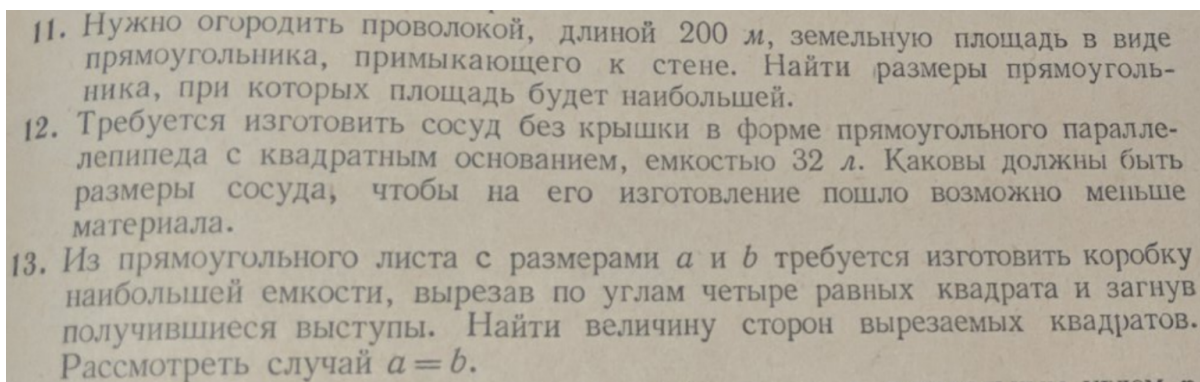 11. Нужно огородить проволокой, длиной 200 м, земельную площадь в виде
прямоугольника, примыкающего к стене. Найти размеры прямоуголь-
ника, при которых площадь будет наибольшей.
12. Требуется изготовить сосуд без крышки в форме прямоугольного паралле-
лепипеда с квадратным основанием, емкостью 32 л. Каковы должны быть
размеры сосуда, чтобы на его изготовление пошло возможно меньше
материала.
13. Из прямоугольного листа с размерами a и b требуется изготовить коробку
наибольшей емкости, вырезав по углам четыре равных квадрата и загнув
получившиеся выступы. Найти величину сторон вырезаемых квадратов.
Рассмотреть случай a = b.